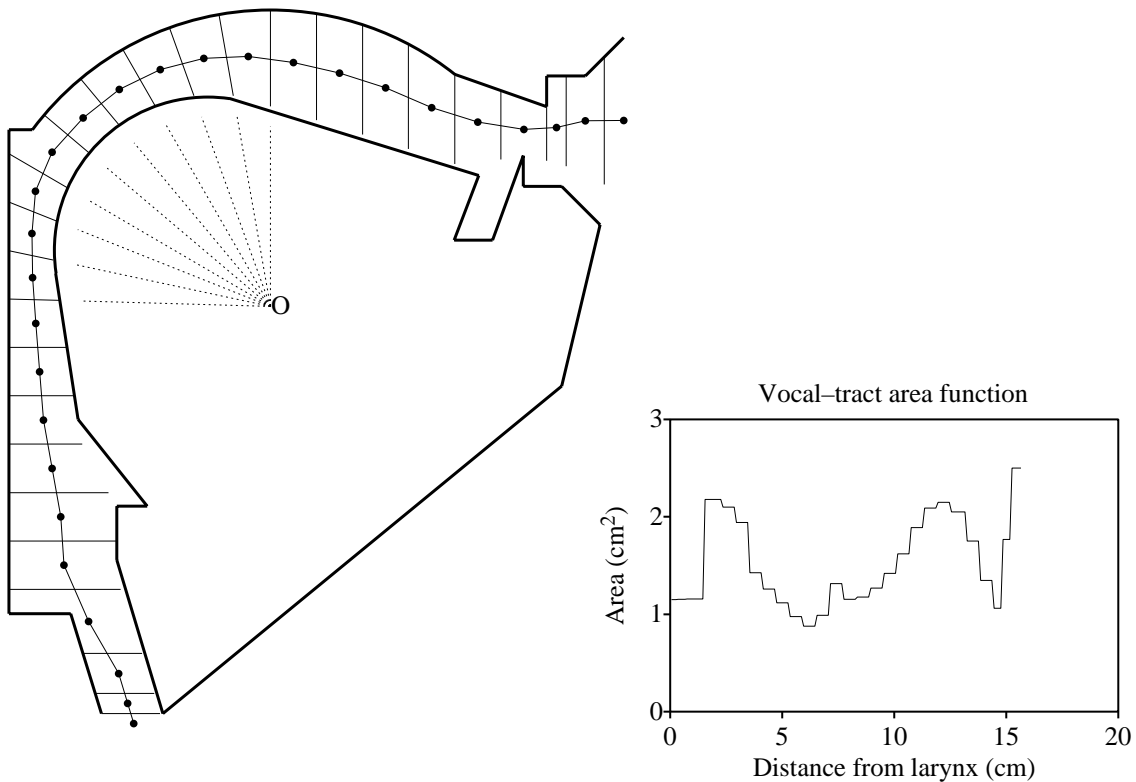 O
Vocal–tract area function
3
2
1
0
Area (cm²)
0 5 10 15 20
Distance from larynx (cm)